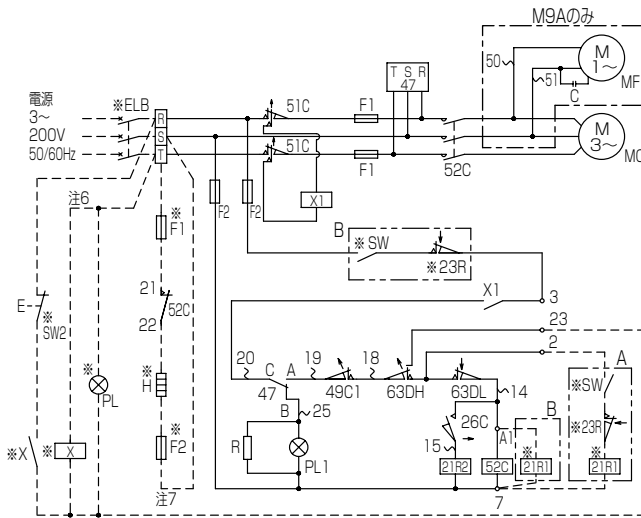 M9Aのみ
M
1～
MF
50
51
C
電源
3～
200V
50/60Hz
※ELB
R
S
T
51C
51C
F1
F1
T S R
47
52C
M
3～
MC
注6
※
F1
F2
F2
X1
B
※SW
※23R
X1
3
23
2
E
※
SW2
21
22
52C
※
PL
※
H
※
F2
※X
※
X
注7
20
C
A
47
B
25
19
49C1
18
63DH
63DL
14
26C
15
R
PL1
21R2
52C
A1
B
※
21R1
7
A
※SW
※23R
※
21R1